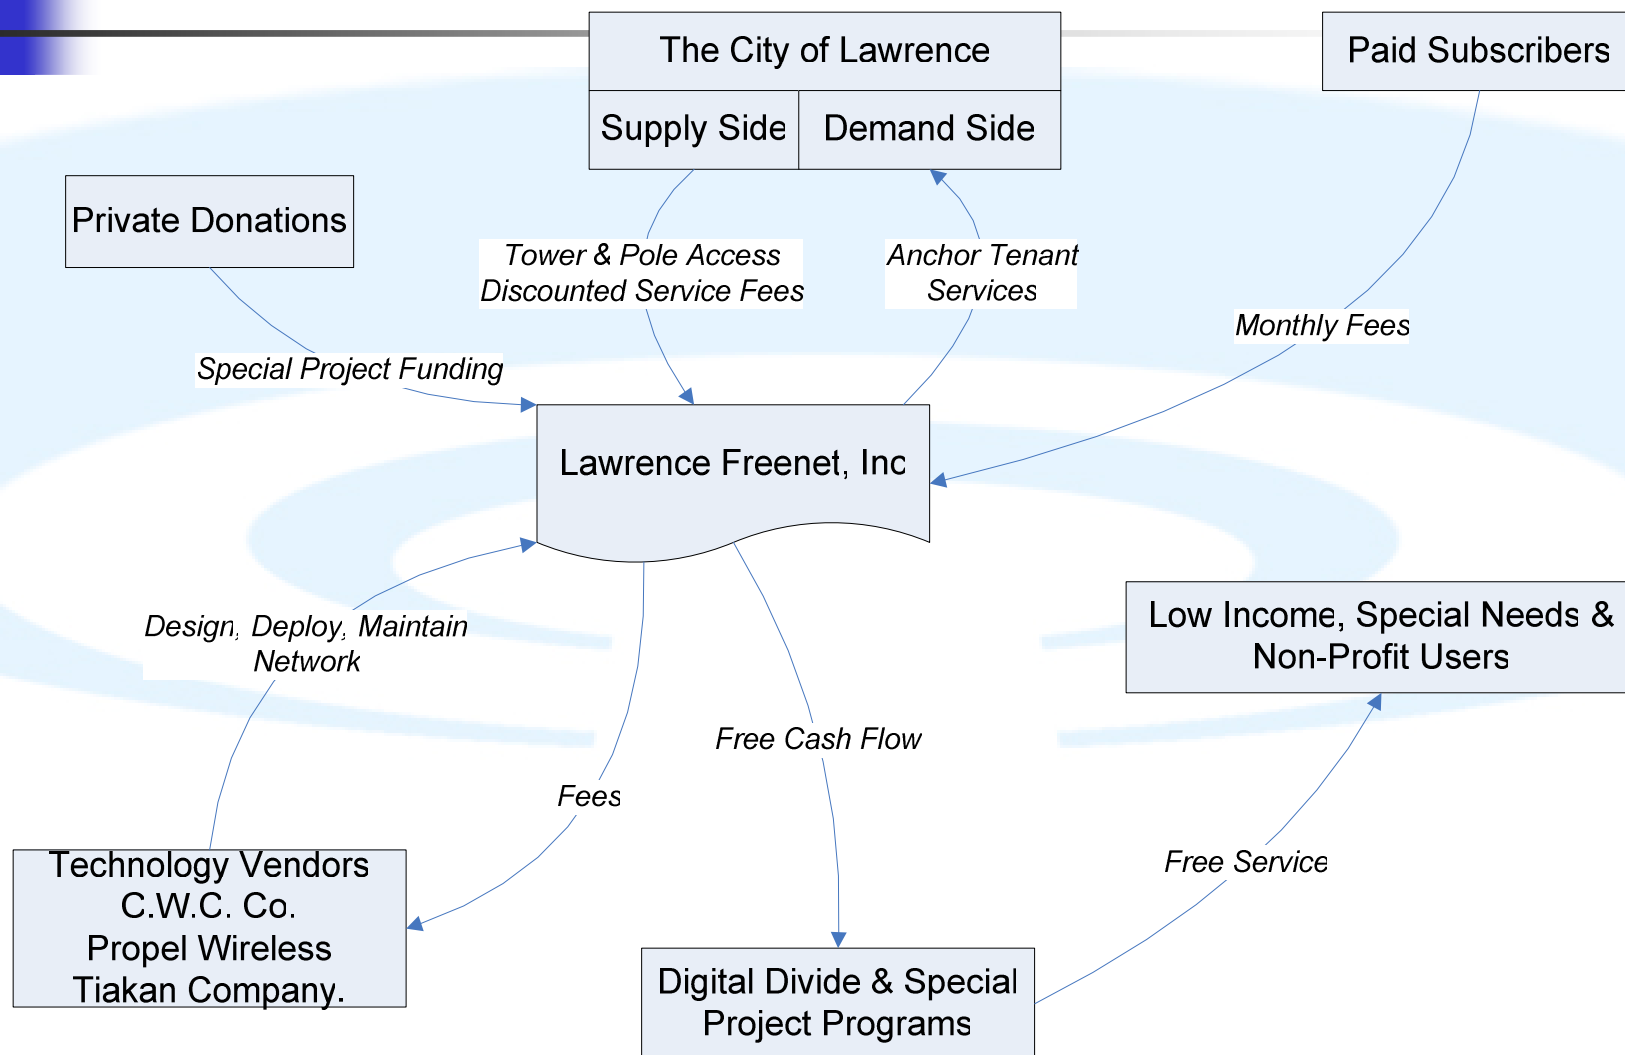 The City of Lawrence
Paid Subscribers
Supply Side
Demand Side
Private Donations
Tower & Pole Access
Discounted Service Fees
Anchor Tenant
Services
Monthly Fees
Special Project Funding
Lawrence Freenet, Inc
Design, Deploy, Maintain
Network
Low Income, Special Needs &
Non-Profit Users
Free Cash Flow
Fees
Free Service
Technology Vendors
C.W.C. Co.
Propel Wireless
Tiakan Company.
Digital Divide & Special
Project Programs